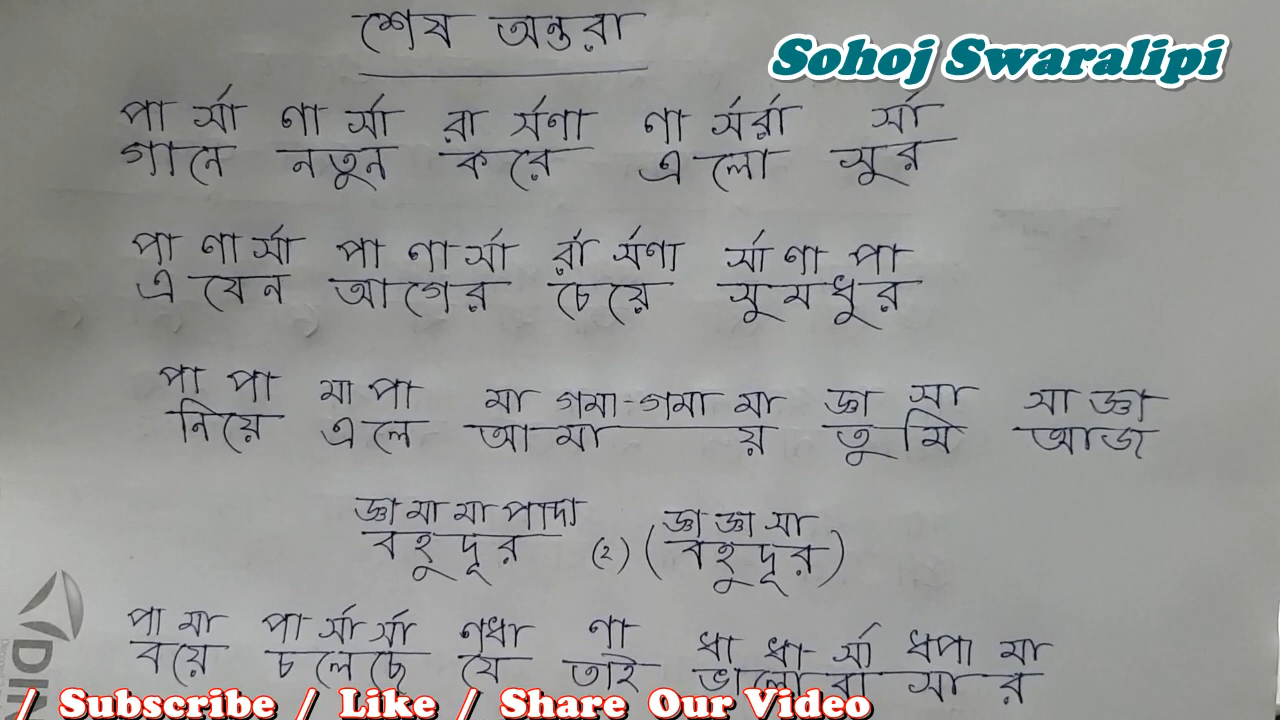 শেষ অন্তরা
Sohoj Swaralipi
পা র্সা ণা র্সা রা র্সণা ণা র্সর্রা র্সা
গানে নতুন করে এলো সুর
পা ণা র্সা পা ণা র্সা র্রা র্সণা র্সা ণা পা
এ যেন আগের চেয়ে সুমধুর
পা পা মা পা মা গমা-গমা মা জ্ঞা সা সা জ্ঞা
নিয়ে এলে আমা য় তুমি আজ
জ্ঞা মা মা পাদা জ্ঞা জ্ঞা সা
বহুদূর (২) (বহুদূর)
পা মা পা র্সা র্সা ণধা ণা ধা ধা র্সা ধপা মা
বয়ে চলেছে যে তাই ভালো বা সা র
DIN
/ Subscribe / Like / Share Our Video